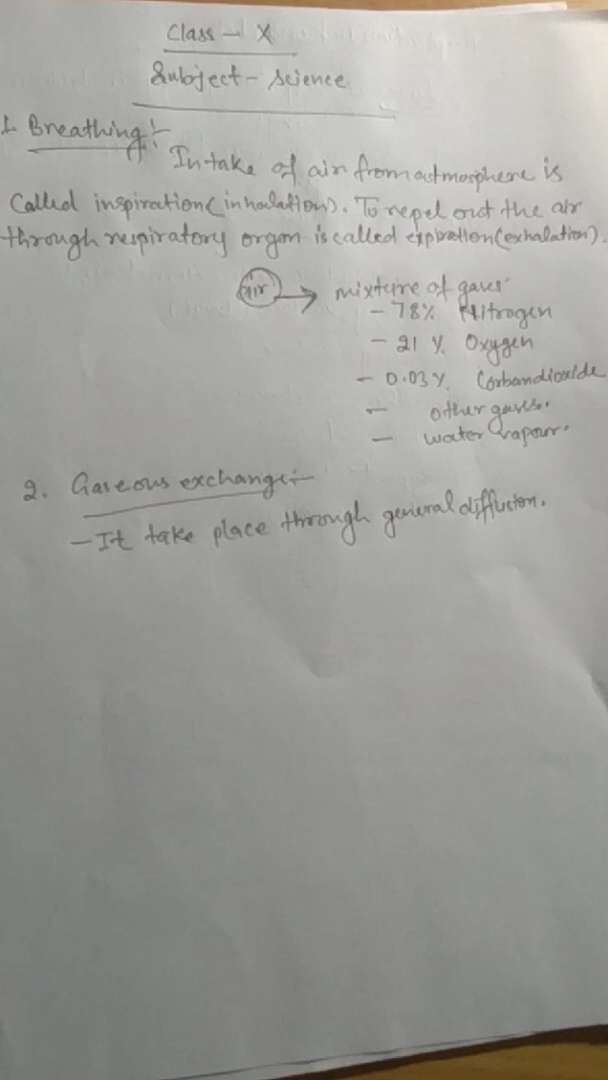 Class - X
Subject - Science
1. Breathing :-
Intake of air from atmosphere is
Called inspiration (inhalation). To repel out the air
through respiratory organ is called expiration (exhalation).
air → mixture of gases
- 78% Nitrogen
- 21 % Oxygen
- 0.03 % Carbandioxide
- other gases.
- water vapour.
2. Gaseous exchange :-
- It take place through general diffusion.